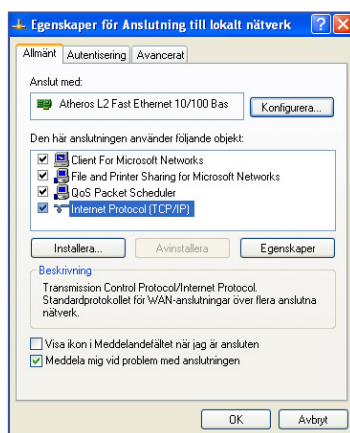 Egenskaper för Anslutning till lokalt nätverk
Allmänt Autentisering Avancerat
Anslut med:
Atheros L2 Fast Ethernet 10/100 Bas Konfigurera...
Den här anslutningen använder följande objekt:
Client For Microsoft Networks
File and Printer Sharing for Microsoft Networks
QoS Packet Scheduler
Internet Protocol (TCP/IP)
Installera... Avinstallera Egenskaper
Beskrivning
Transmission Control Protocol/Internet Protocol.
Standardprotokollet för WAN-anslutningar över flera anslutna
nätverk.
Visa ikon i Meddelandefältet när jag är ansluten
Meddela mig vid problem med anslutningen
OK Avbryt